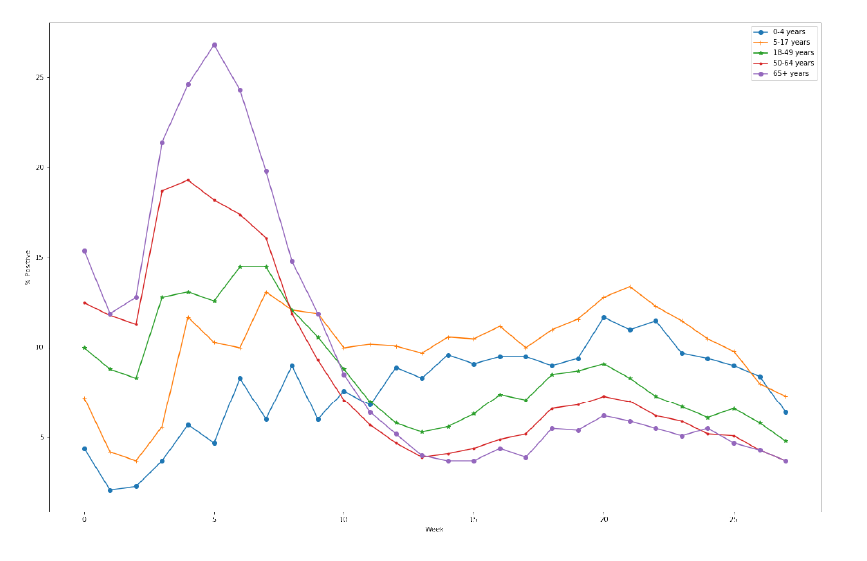 0-4 years
5-17 years
18-49 years
50-64 years
65+ years
25
20
15
10
5
% Positive
0 5 10 15 20 25
Week